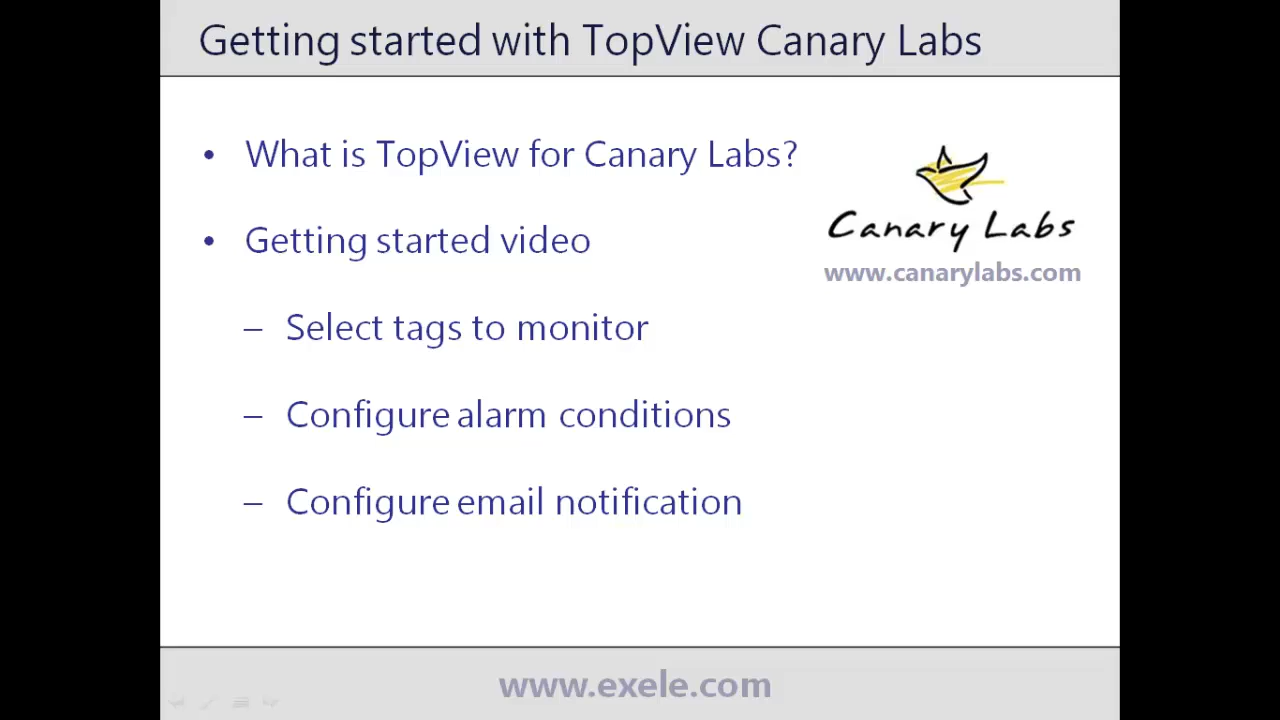 Getting started with TopView Canary Labs
• What is TopView for Canary Labs?
• Getting started video
– Select tags to monitor
– Configure alarm conditions
– Configure email notification
Canary Labs
www.canarylabs.com
www.exele.com